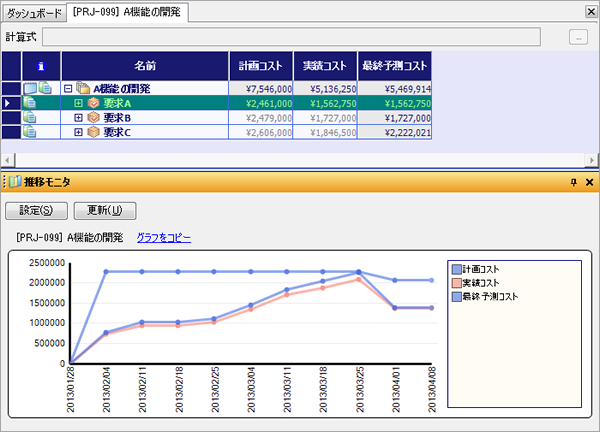 ダッシュボード [PRJ-099] A機能の開発
計算式 ...
i 名前 計画コスト 実績コスト 最終予測コスト
A機能の開発 ¥7,546,000 ¥5,136,250 ¥5,469,914
要求A ¥2,461,000 ¥1,562,750 ¥1,562,750
要求B ¥2,479,000 ¥1,727,000 ¥1,727,000
要求C ¥2,606,000 ¥1,846,500 ¥2,222,021
推移モニタ
設定(S) 更新(U)
[PRJ-099] A機能の開発 グラフをコピー
2500000
2000000
1500000
1000000
500000
0
2013/01/28
2013/02/04
2013/02/11
2013/02/18
2013/02/25
2013/03/04
2013/03/11
2013/03/18
2013/03/25
2013/04/01
2013/04/08
計画コスト
実績コスト
最終予測コスト